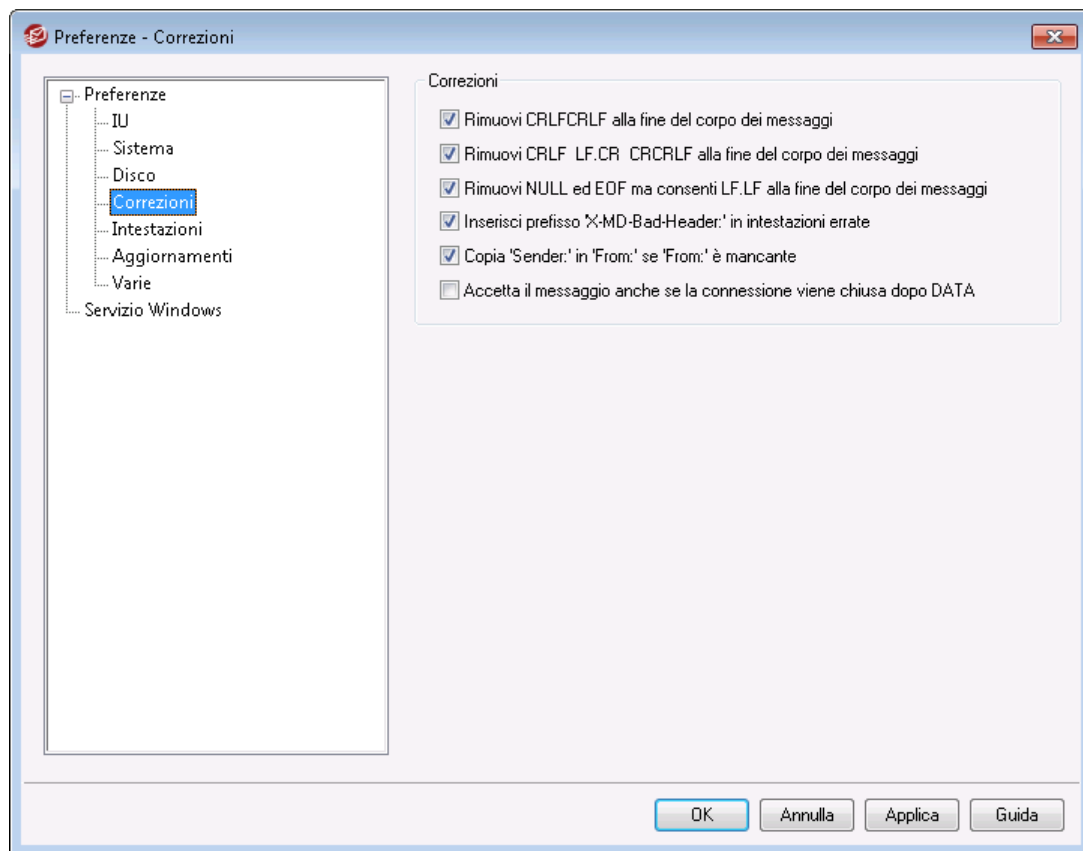 Preferenze - Correzioni
Preferenze
IU
Sistema
Disco
Correzioni
Intestazioni
Aggiornamenti
Varie
Servizio Windows
Correzioni
Rimuovi CRLFCRLF alla fine del corpo dei messaggi
Rimuovi CRLF  LF.CR  CRCRLF alla fine del corpo dei messaggi
Rimuovi NULL ed EOF ma consenti LF.LF alla fine del corpo dei messaggi
Inserisci prefisso 'X-MD-Bad-Header:' in intestazioni errate
Copia 'Sender:' in 'From:' se 'From:' è mancante
Accetta il messaggio anche se la connessione viene chiusa dopo DATA
OK
Annulla
Applica
Guida